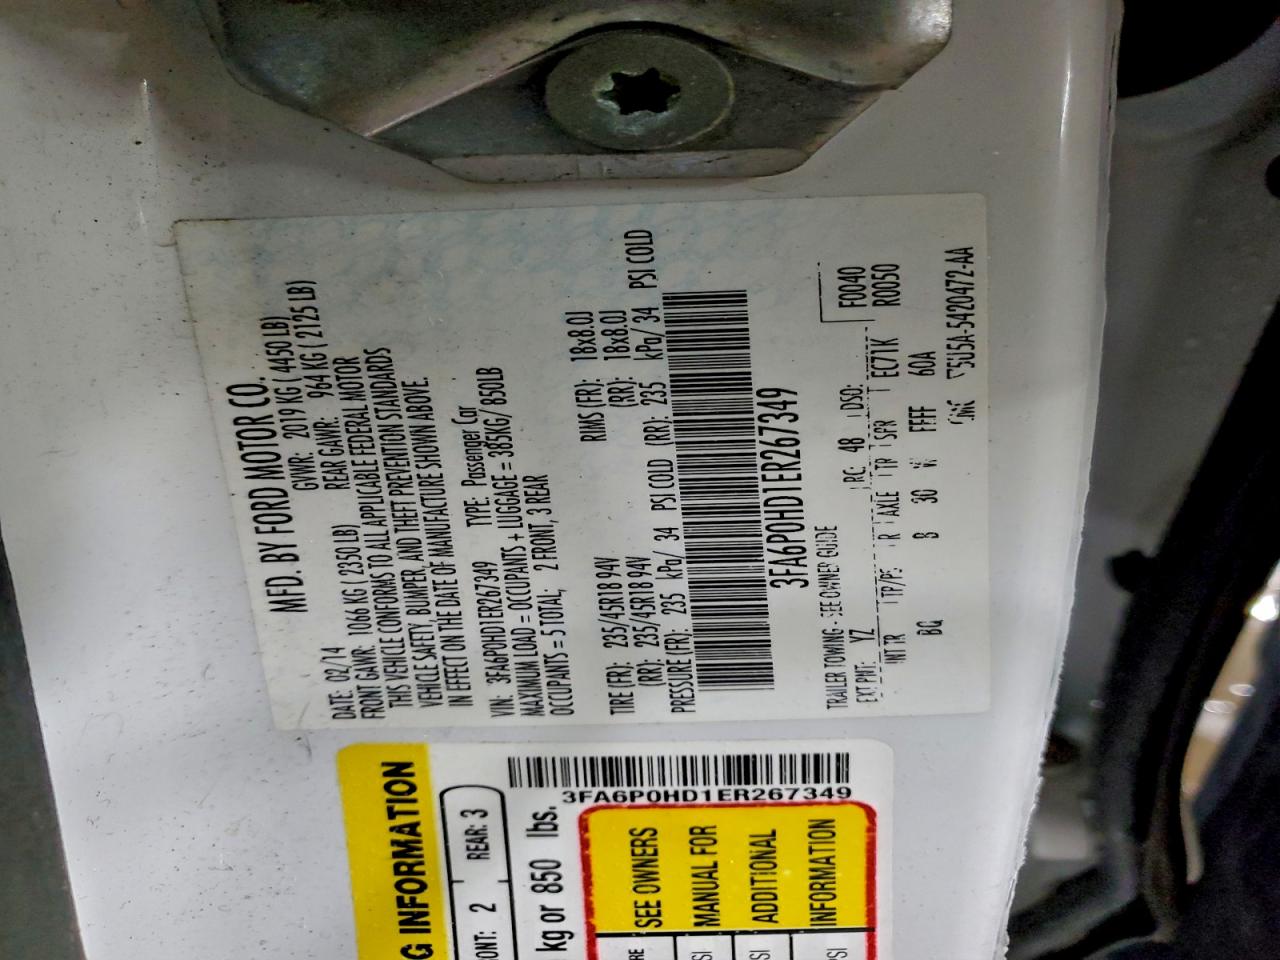 MFD. BY FORD MOTOR CO.
DATE: 02/14 GVWR: 2019 KG ( 4450 LB)
FRONT GAWR: 1066 KG ( 2350 LB) REAR GAWR: 964 KG ( 2125 LB)
THIS VEHICLE CONFORMS TO ALL APPLICABLE FEDERAL MOTOR
VEHICLE SAFETY, BUMPER, AND THEFT PREVENTION STANDARDS
IN EFFECT ON THE DATE OF MANUFACTURE SHOWN ABOVE.
VIN: 3FA6P0HD1ER267349 TYPE: Passenger Car
MAXIMUM LOAD = OCCUPANTS + LUGGAGE = 385KG/ 850LB
OCCUPANTS = 5 TOTAL; 2 FRONT, 3 REAR
TIRE (FR): 235/45R18 94V RIMS (FR): 18x8.0J
(RR): 235/45R18 94V (RR): 18x8.0J
PRESSURE (FR): 235 kPa/ 34 PSI COLD (RR): 235 kPa/ 34 PSI COLD
3FA6P0HD1ER267349
TRAILER TOWING - SEE OWNER GUIDE
EXT PNT: YZ RC: 48 DSO: F0040
INT TR TP/PS R AXLE TR SPR EC71K R0050
BQ B 30 W FFFF 60A
5U5A-5420472-AA
G INFORMATION
ONT: 2 REAR: 3
kg or 850 lbs.
3FA6P0HD1ER267349
SEE OWNERS
MANUAL FOR
ADDITIONAL
INFORMATION